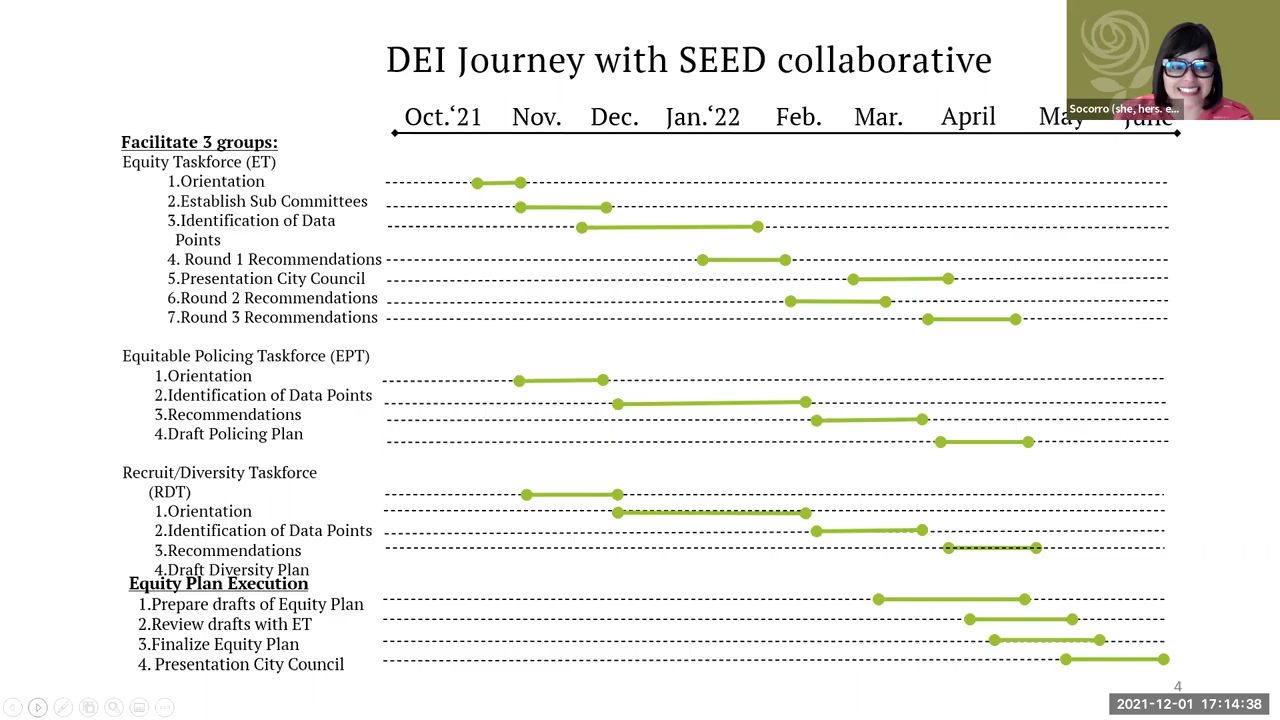 DEI Journey with SEED collaborative
Socorro (she, hers. e...
Oct.‘21 Nov. Dec. Jan.‘22 Feb. Mar. April May June
Facilitate 3 groups:
Equity Taskforce (ET)
1.Orientation
2.Establish Sub Committees
3.Identification of Data
Points
4. Round 1 Recommendations
5.Presentation City Council
6.Round 2 Recommendations
7.Round 3 Recommendations
Equitable Policing Taskforce (EPT)
1.Orientation
2.Identification of Data Points
3.Recommendations
4.Draft Policing Plan
Recruit/Diversity Taskforce
(RDT)
1.Orientation
2.Identification of Data Points
3.Recommendations
4.Draft Diversity Plan
Equity Plan Execution
1.Prepare drafts of Equity Plan
2.Review drafts with ET
3.Finalize Equity Plan
4. Presentation City Council
4
2021-12-01 17:14:38